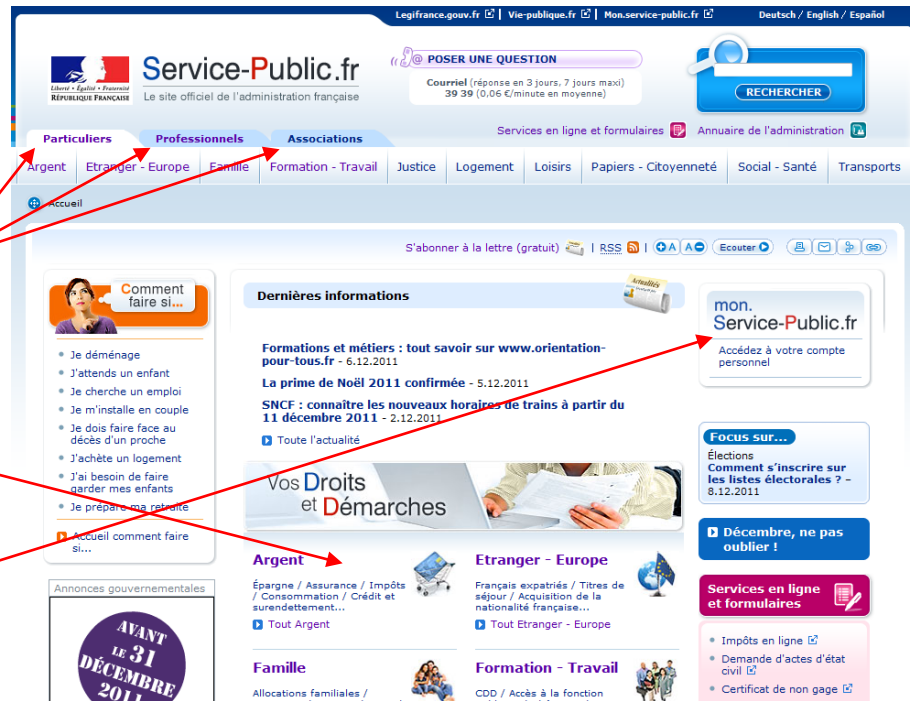 Legifrance.gouv.fr | Vie-publique.fr | Mon.service-public.fr
Deutsch / English / Español
Liberté • Égalité • Fraternité
RÉPUBLIQUE FRANÇAISE
Service-Public.fr
Le site officiel de l'administration française
@ POSER UNE QUESTION
Courriel (réponse en 3 jours, 7 jours maxi)
39 39 (0,06 €/minute en moyenne)
RECHERCHER
Services en ligne et formulaires
Annuaire de l'administration
Particuliers
Professionnels
Associations
Argent
Etranger - Europe
Famille
Formation - Travail
Justice
Logement
Loisirs
Papiers - Citoyenneté
Social - Santé
Transports
Accueil
S'abonner à la lettre (gratuit) | RSS | A A
Ecouter
Comment
faire si...
Je déménage
J'attends un enfant
Je cherche un emploi
Je m'installe en couple
Je dois faire face au
décès d'un proche
J'achète un logement
J'ai besoin de faire
garder mes enfants
Je prépare ma retraite
Accueil comment faire
si...
Annonces gouvernementales
AVANT
LE 31
DÉCEMBRE
2011
Dernières informations
Actualités
Formations et métiers : tout savoir sur www.orientation-
pour-tous.fr - 6.12.2011
La prime de Noël 2011 confirmée - 5.12.2011
SNCF : connaître les nouveaux horaires de trains à partir du
11 décembre 2011 - 2.12.2011
Toute l'actualité
Vos Droits
et Démarches
Argent
Épargne / Assurance / Impôts
/ Consommation / Crédit et
surendettement...
Tout Argent
Etranger - Europe
Français expatriés / Titres de
séjour / Acquisition de la
nationalité française...
Tout Etranger - Europe
Famille
Allocations familiales /
Formation - Travail
CDD / Accès à la fonction
mon.
Service-Public.fr
Accédez à votre compte
personnel
Focus sur...
Élections
Comment s'inscrire sur
les listes électorales ? –
8.12.2011
Décembre, ne pas
oublier !
Services en ligne
et formulaires
Impôts en ligne
Demande d'actes d'état
civil
Certificat de non gage